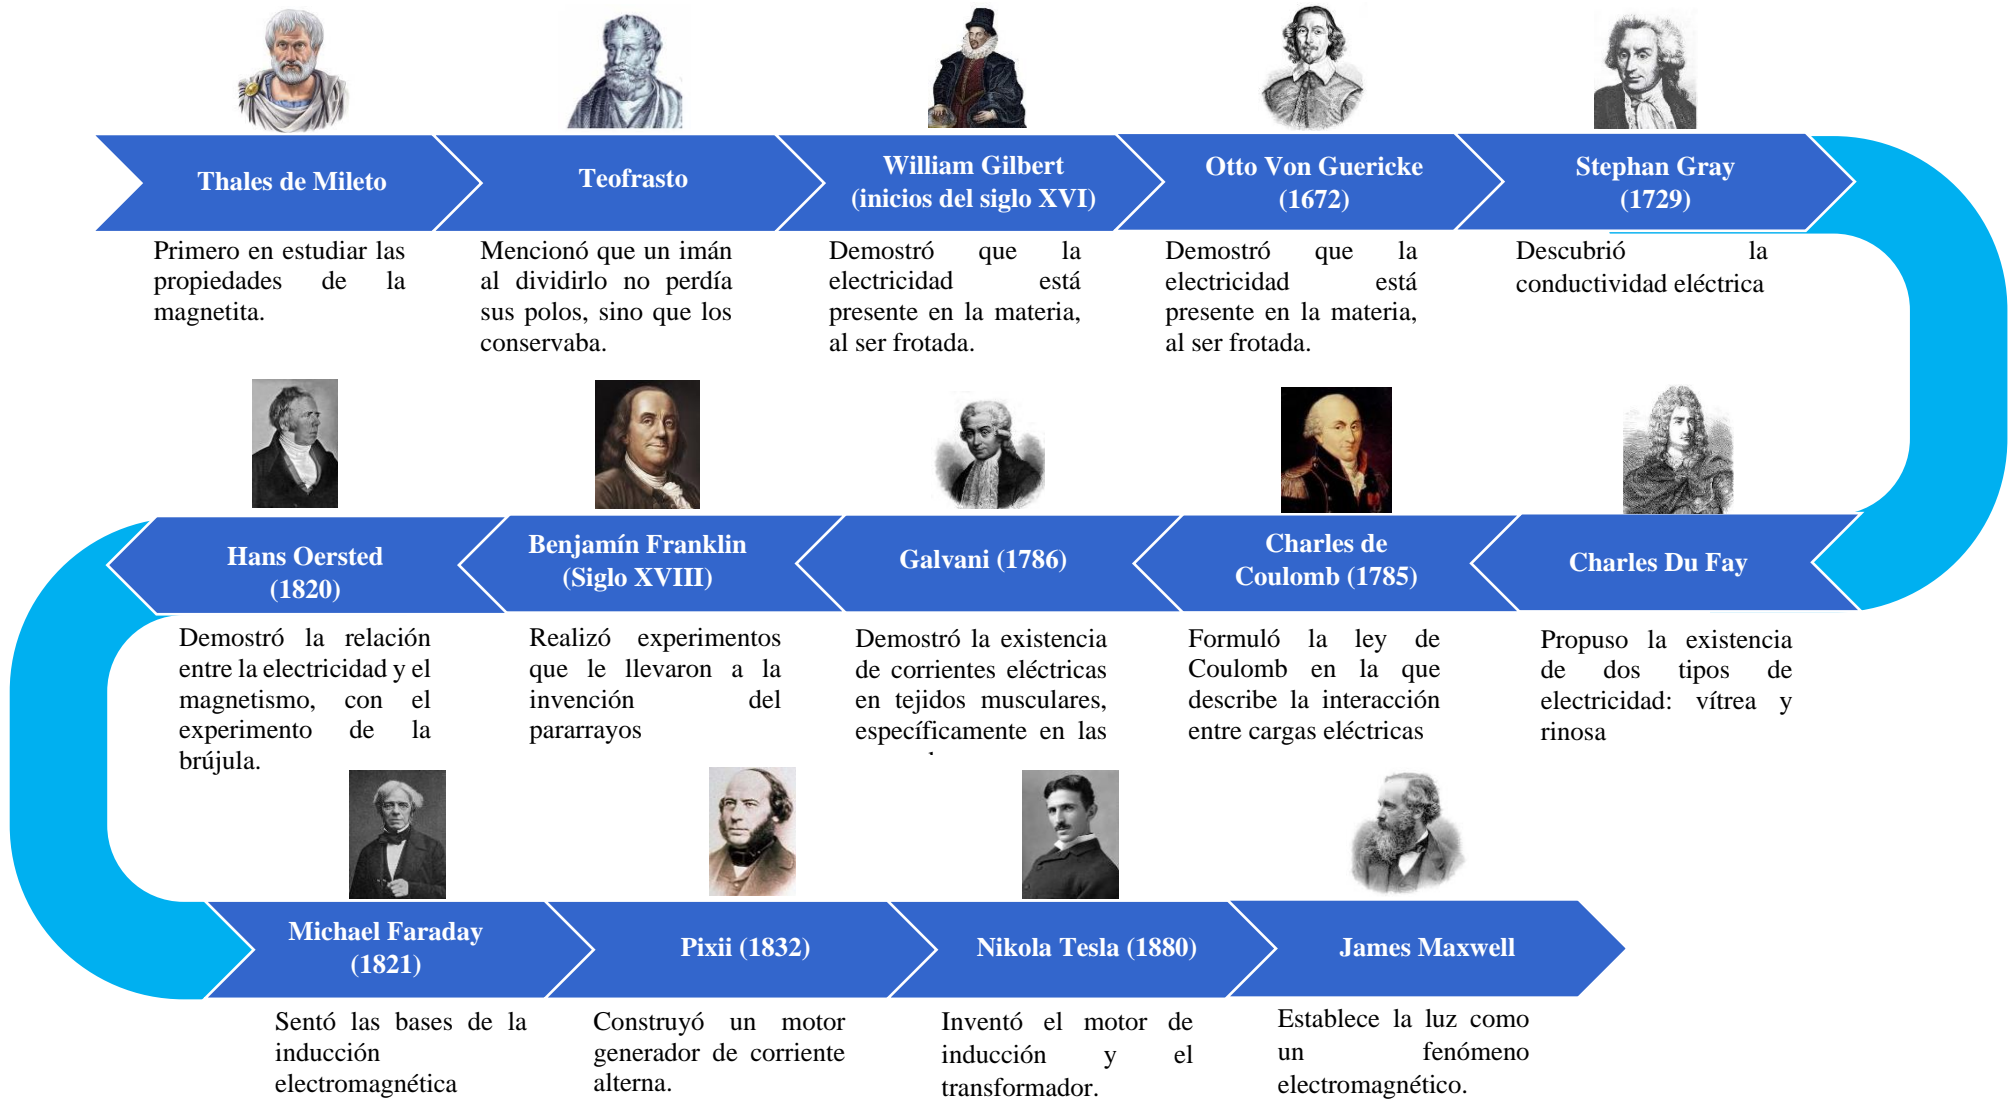 Thales de Mileto
Primero en estudiar las
propiedades de la
magnetita.
Teofrasto
Mencionó que un imán
al dividirlo no perdía
sus polos, sino que los
conservaba.
William Gilbert
(inicios del siglo XVI)
Demostró que la
electricidad está
presente en la materia,
al ser frotada.
Otto Von Guericke
(1672)
Demostró que la
electricidad está
presente en la materia,
al ser frotada.
Stephan Gray
(1729)
Descubrió la
conductividad eléctrica
Charles Du Fay
Propuso la existencia
de dos tipos de
electricidad: vítrea y
rinosa
Charles de
Coulomb (1785)
Formuló la ley de
Coulomb en la que
describe la interacción
entre cargas eléctricas
Galvani (1786)
Demostró la existencia
de corrientes eléctricas
en tejidos musculares,
específicamente en las
Benjamín Franklin
(Siglo XVIII)
Realizó experimentos
que le llevaron a la
invención del
pararrayos
Hans Oersted
(1820)
Demostró la relación
entre la electricidad y el
magnetismo, con el
experimento de la
brújula.
Michael Faraday
(1821)
Sentó las bases de la
inducción
electromagnética
Pixii (1832)
Construyó un motor
generador de corriente
alterna.
Nikola Tesla (1880)
Inventó el motor de
inducción y el
transformador.
James Maxwell
Establece la luz como
un fenómeno
electromagnético.